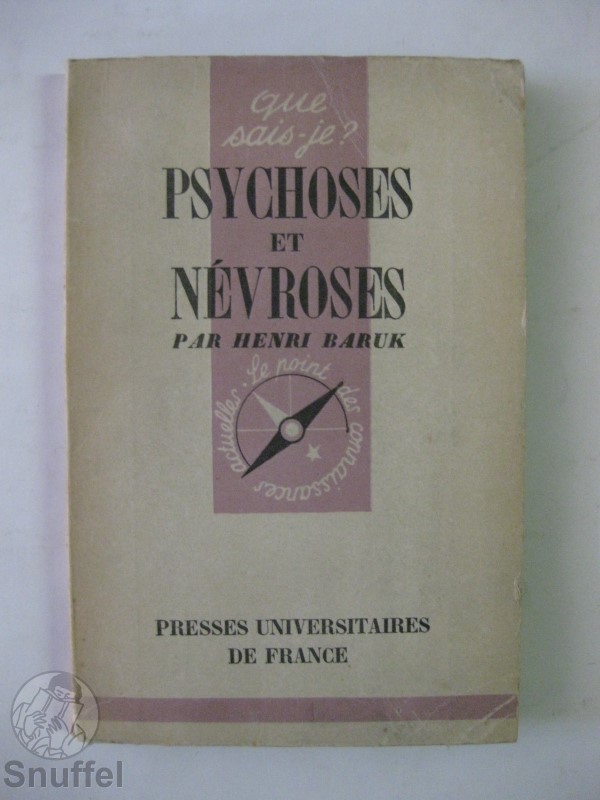 que
sais-je?
PSYCHOSES
ET
NÉVROSES
PAR HENRI BARUK
Le point des connaissances actuelles.
PRESSES UNIVERSITAIRES
DE FRANCE
Snuffel